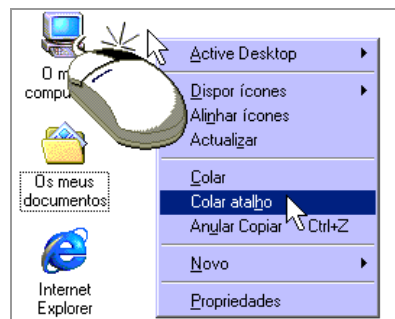 O m
compu
Os meus
documentos
Internet
Explorer
Active Desktop
Dispor ícones
Alinhar ícones
Actualizar
Colar
Colar atalho
Anular Copiar Ctrl+Z
Novo
Propriedades